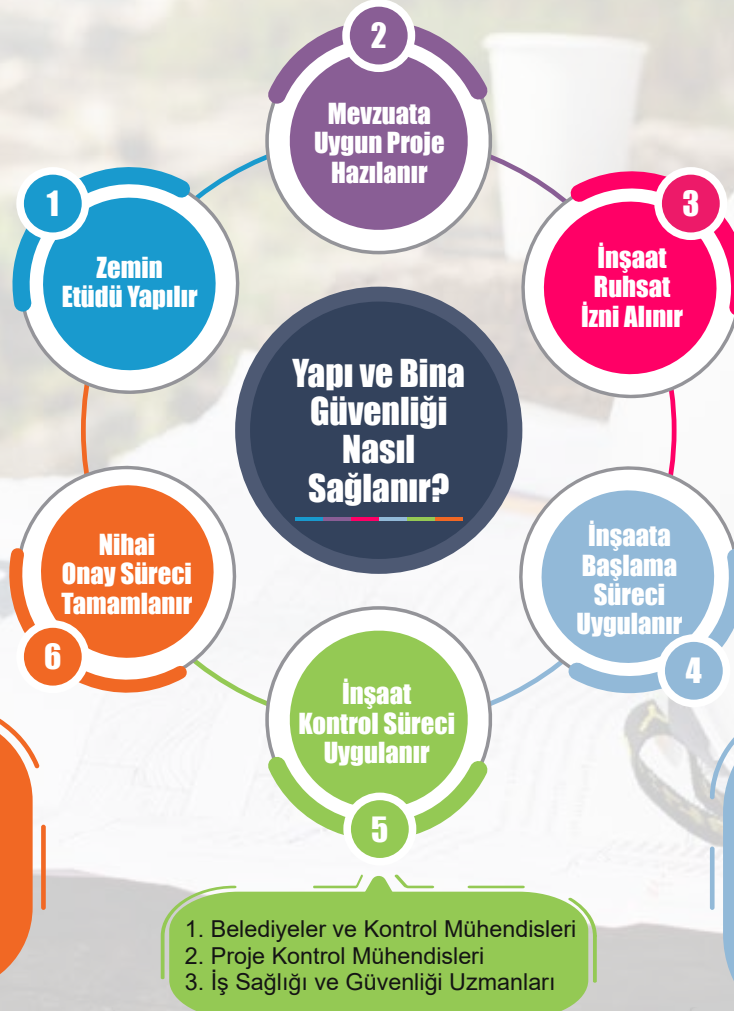 2
Mevzuata
Uygun Proje
Hazılanır
1
Zemin
Etüdü Yapılır
3
İnşaat
Ruhsat
İzni Alınır
Yapı ve Bina
Güvenliği
Nasıl
Sağlanır?
Nihai
Onay Süreci
Tamamlanır
6
İnşaata
Başlama
Süreci
Uygulanır
4
İnşaat
Kontrol Süreci
Uygulanır
5
1. Belediyeler ve Kontrol Mühendisleri
2. Proje Kontrol Mühendisleri
3. İş Sağlığı ve Güvenliği Uzmanları